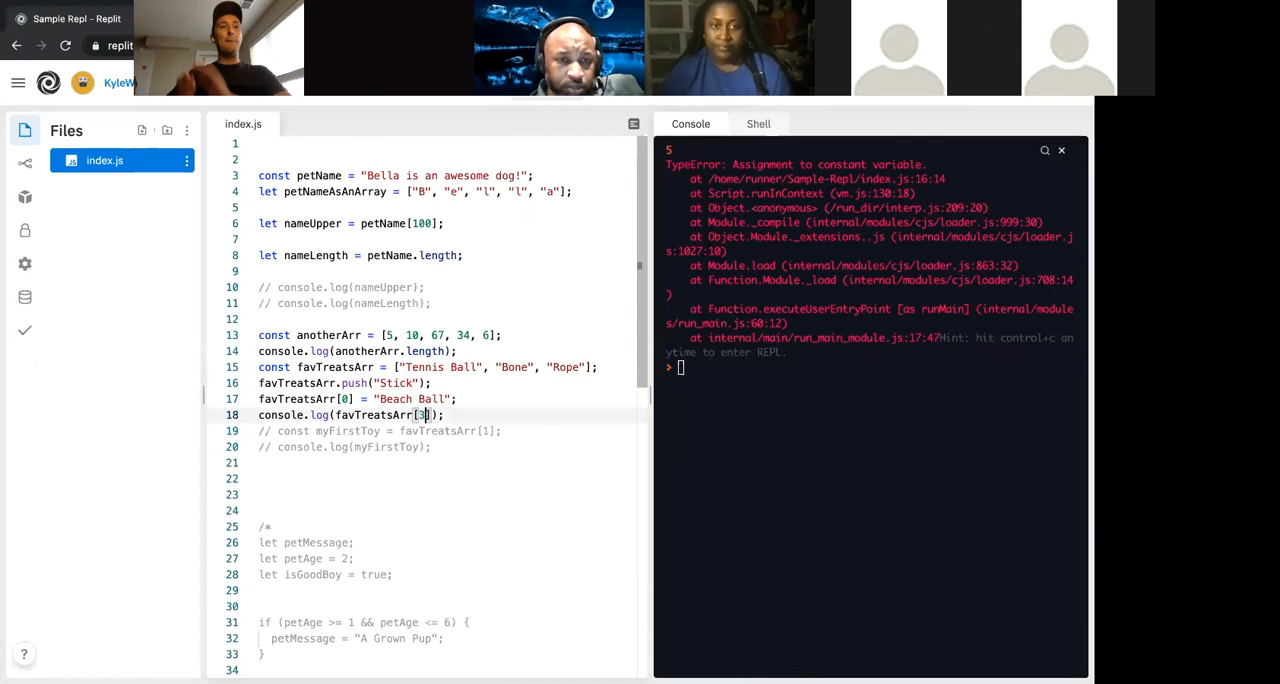 Sample Repl - Replit
replit
KyleW
Files
index.js
index.js
1
2
3 const petName = "Bella is an awesome dog!";
4 let petNameAsAnArray = ["B", "e", "l", "l", "a"];
5
6 let nameUpper = petName[100];
7
8 let nameLength = petName.length;
9
10 // console.log(nameUpper);
11 // console.log(nameLength);
12
13 const anotherArr = [5, 10, 67, 34, 6];
14 console.log(anotherArr.length);
15 const favTreatsArr = ["Tennis Ball", "Bone", "Rope"];
16 favTreatsArr.push("Stick");
17 favTreatsArr[0] = "Beach Ball";
18 console.log(favTreatsArr[3]);
19 // const myFirstToy = favTreatsArr[1];
20 // console.log(myFirstToy);
21
22
23
24
25 /*
26 let petMessage;
27 let petAge = 2;
28 let isGoodBoy = true;
29
30
31 if (petAge >= 1 && petAge <= 6) {
32 petMessage = "A Grown Pup";
33 }
34
Console Shell
5
TypeError: Assignment to constant variable.
at /home/runner/Sample-Repl/index.js:16:14
at Script.runInContext (vm.js:130:18)
at Object.<anonymous> (/run_dir/interp.js:209:20)
at Module._compile (internal/modules/cjs/loader.js:999:30)
at Object.Module._extensions..js (internal/modules/cjs/loader.j
s:1027:10)
at Module.load (internal/modules/cjs/loader.js:863:32)
at Function.Module._load (internal/modules/cjs/loader.js:708:14
)
at Function.executeUserEntryPoint [as runMain] (internal/module
s/run_main.js:60:12)
at internal/main/run_main_module.js:17:47Hint: hit control+c an
ytime to enter REPL.
>
?